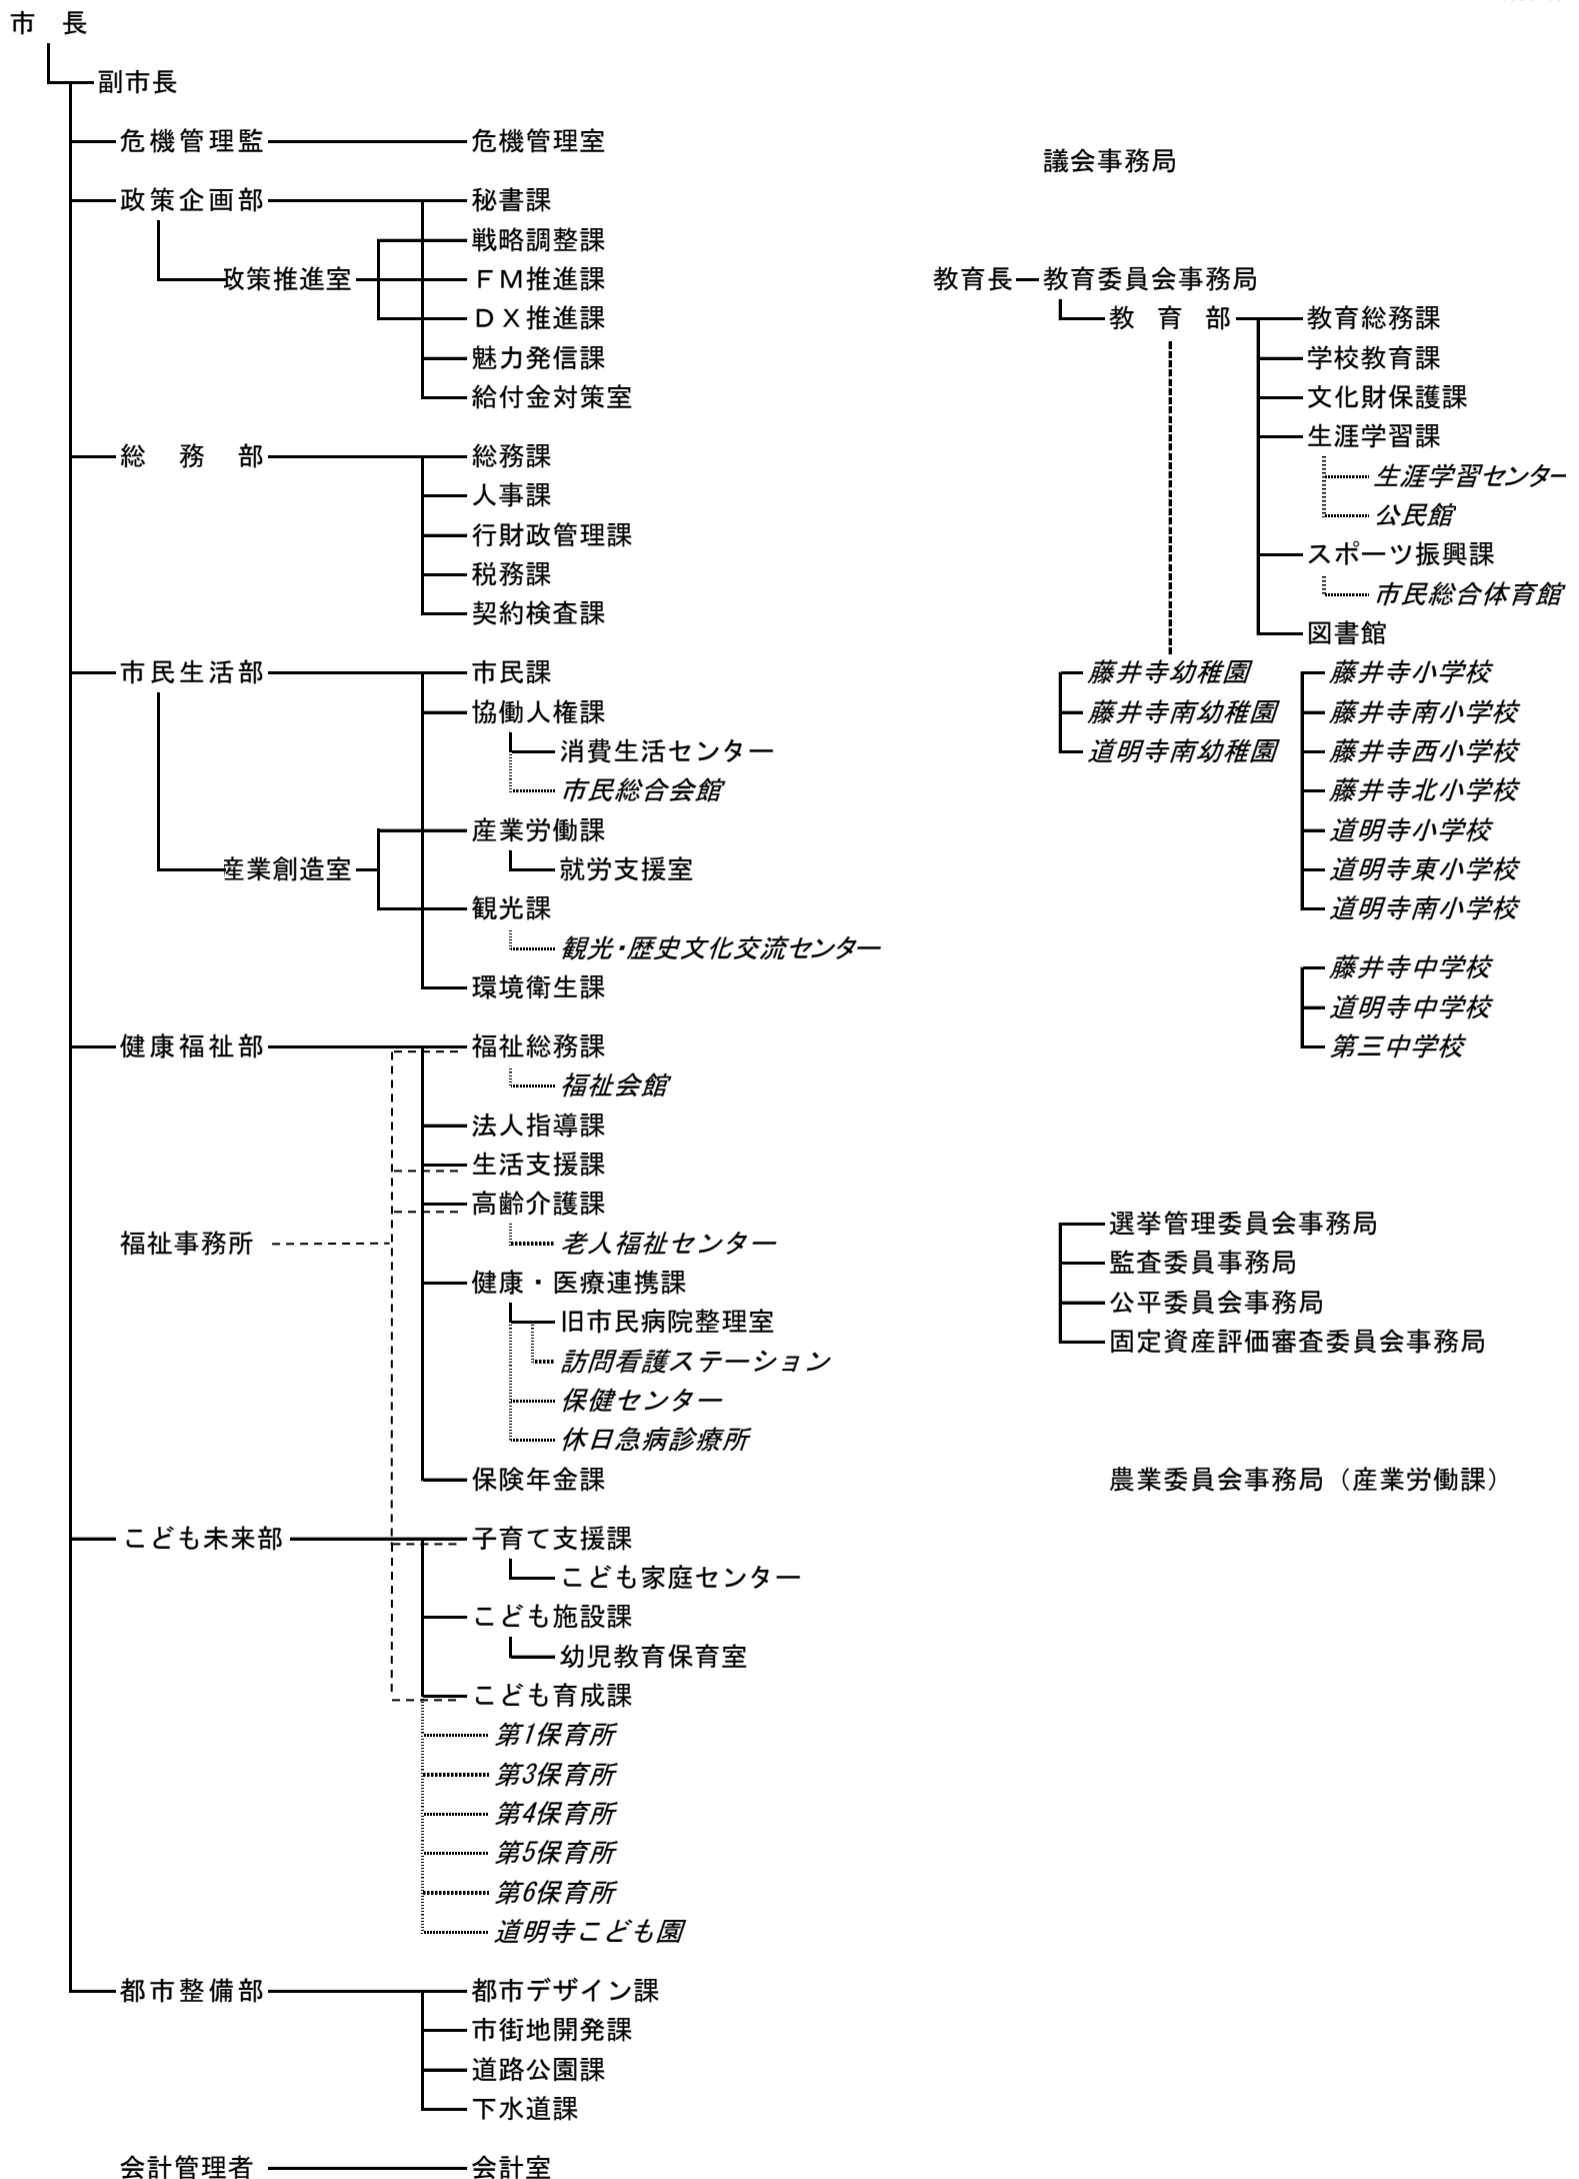 市　長
副市長
危機管理監　危機管理室
政策企画部　秘書課
戦略調整課
政策推進室　ＦＭ推進課
ＤＸ推進課
魅力発信課
給付金対策室
総　務　部　総務課
人事課
行財政管理課
税務課
契約検査課
市民生活部　市民課
協働人権課
消費生活センター
市民総合会館
産業労働課
産業創造室　就労支援室
観光課
観光・歴史文化交流センター
環境衛生課
健康福祉部　福祉総務課
福祉会館
法人指導課
生活支援課
高齢介護課
福祉事務所　老人福祉センター
健康・医療連携課
旧市民病院整理室
訪問看護ステーション
保健センター
休日急病診療所
保険年金課
こども未来部　子育て支援課
こども家庭センター
こども施設課
幼児教育保育室
こども育成課
第1保育所
第3保育所
第4保育所
第5保育所
第6保育所
道明寺こども園
都市整備部　都市デザイン課
市街地開発課
道路公園課
下水道課
会計管理者　会計室
議会事務局
教育長　教育委員会事務局
教　育　部　教育総務課
学校教育課
文化財保護課
生涯学習課
生涯学習センター
公民館
スポーツ振興課
市民総合体育館
図書館
藤井寺幼稚園　藤井寺小学校
藤井寺南幼稚園　藤井寺南小学校
道明寺南幼稚園　藤井寺西小学校
藤井寺北小学校
道明寺小学校
道明寺東小学校
道明寺南小学校
藤井寺中学校
道明寺中学校
第三中学校
選挙管理委員会事務局
監査委員事務局
公平委員会事務局
固定資産評価審査委員会事務局
農業委員会事務局（産業労働課）